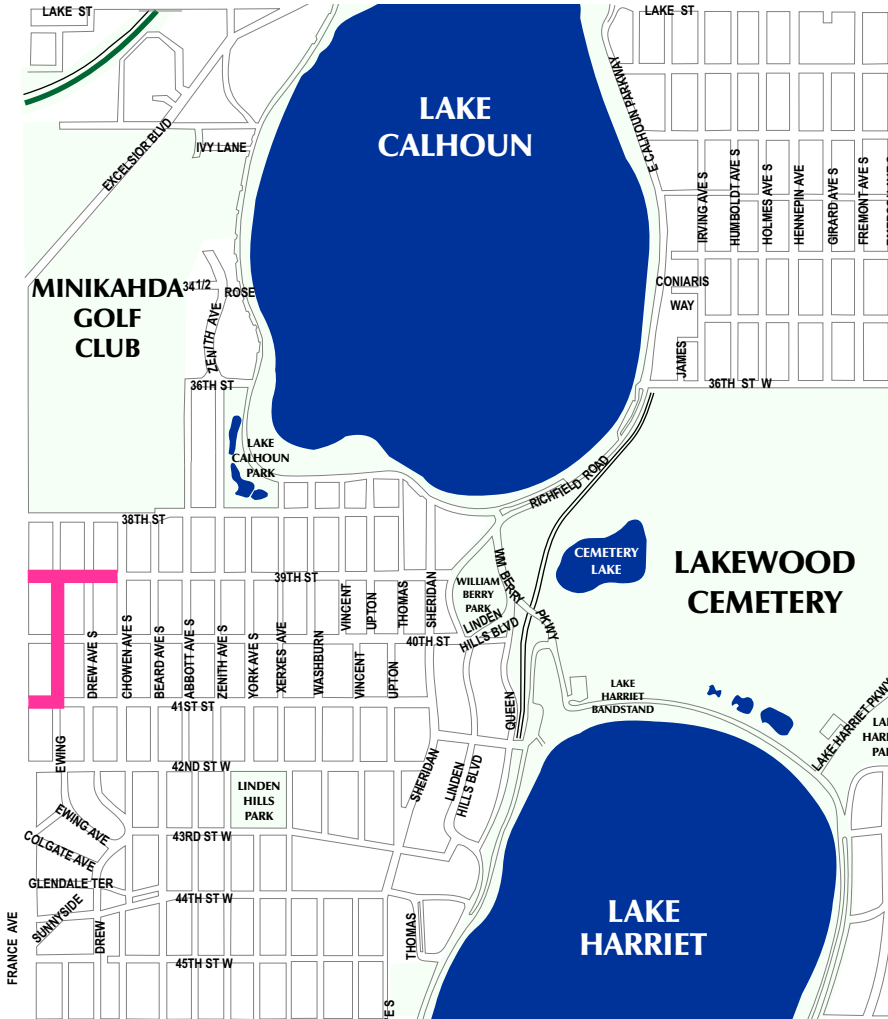 LAKE ST
LAKE ST
LAKE
CALHOUN
E CALHOUN PARKWAY
EXCELSIOR BLVD
IVY LANE
IRVING AVE S
HUMBOLDT AVE S
HOLMES AVE S
HENNEPIN AVE
GIRARD AVE S
FREMONT AVE S
MINIKAHDA
GOLF
CLUB
34 1/2
ROSE
ZENITH AVE
CONIARIS
WAY
JAMES
36TH ST
36TH ST W
LAKE
CALHOUN
PARK
RICHFIELD ROAD
38TH ST
39TH ST
WM BERRY PKWY
CEMETERY
LAKE
LAKEWOOD
CEMETERY
WILLIAM
BERRY
PARK
LINDEN
HILLS BLVD
40TH ST
DREW AVE S
CHOWEN AVE S
BEARD AVE S
ABBOTT AVE S
ZENITH AVE S
YORK AVE S
XERXES AVE
WASHBURN
VINCENT
UPTON
THOMAS
SHERIDAN
VINCENT
UPTON
QUEEN
LAKE
HARRIET
BANDSTAND
LAKE HARRIET PKWY
41ST ST
EWING
42ND ST W
SHERIDAN
LINDEN
HILLS BLVD
LINDEN
HILLS
PARK
EWING AVE
43RD ST W
COLGATE AVE
GLENDALE TER
44TH ST W
SUNNYSIDE
DREW
THOMAS
LAKE
HARRIET
FRANCE AVE
45TH ST W
E S